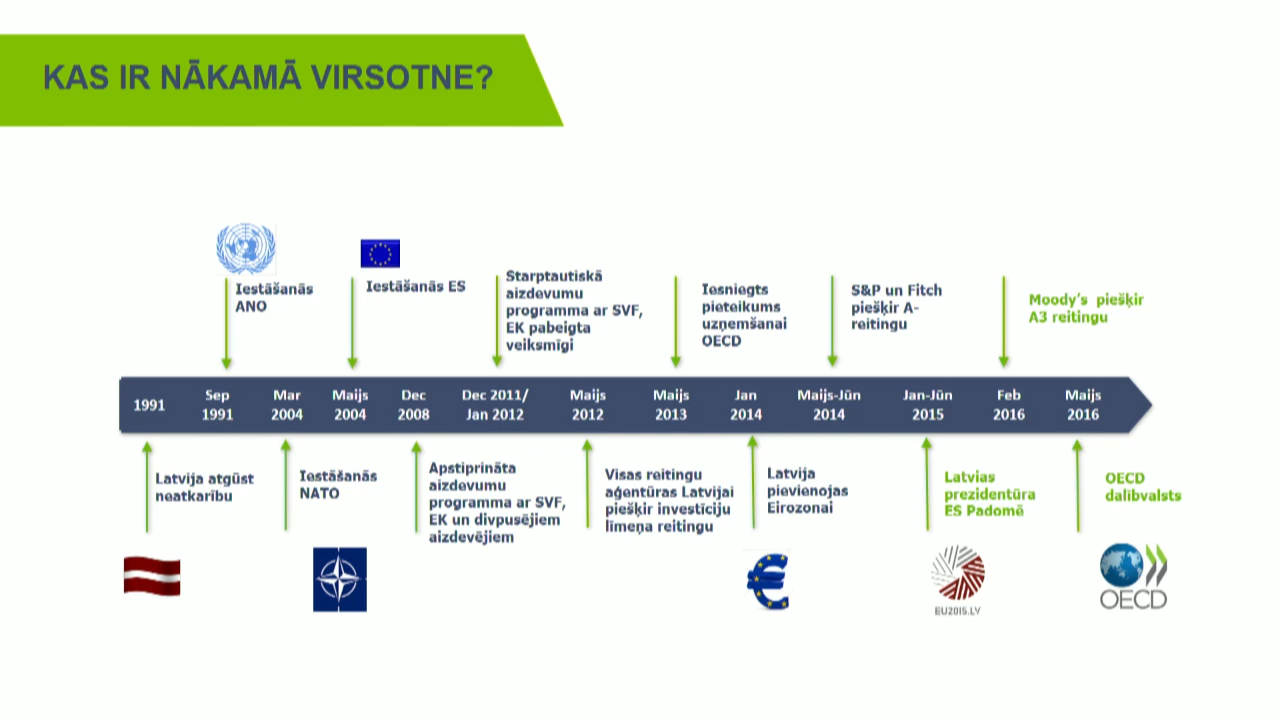 KAS IR NĀKAMĀ VIRSOTNE?
Iestāšanās
ANO
Iestāšanās ES
Starptautiskā
aizdevumu
programma ar SVF,
EK pabeigta
veiksmīgi
Iesniegts
pieteikums
uzņemšanai
OECD
S&P un Fitch
piešķir A-
reitingu
Moody's piešķir
A3 reitingu
1991
Sep
1991
Mar
2004
Maijs
2004
Dec
2008
Dec 2011/
Jan 2012
Maijs
2012
Maijs
2013
Jan
2014
Maijs-Jūn
2014
Jan-Jūn
2015
Feb
2016
Maijs
2016
Latvija atgūst
neatkarību
Iestāšanās
NATO
Apstiprināta
aizdevumu
programma ar SVF,
EK un divpusējiem
aizdevējiem
Visas reitingu
aģentūras Latvijai
piešķir investīciju
līmeņa reitingu
Latvija
pievienojas
Eirozonai
Latvias
prezidentūra
ES Padomē
OECD
dalībvalsts
EU2015.LV
OECD